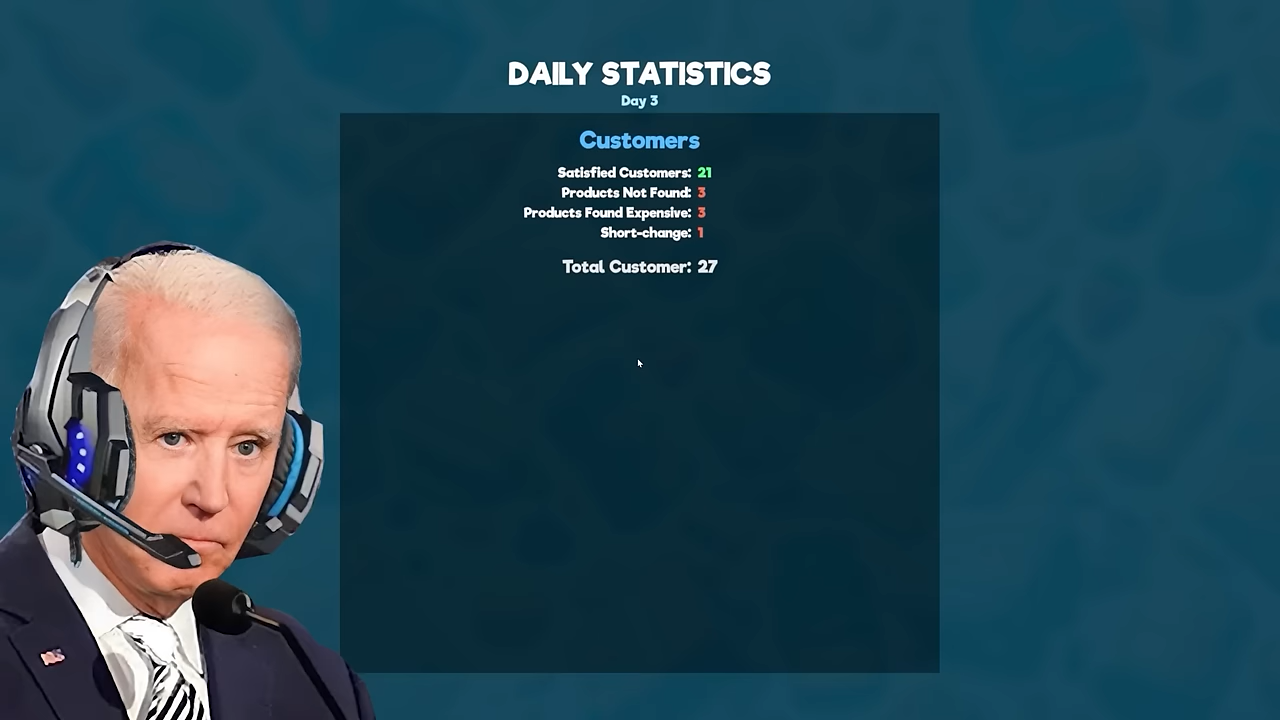 DAILY STATISTICS
Day 3
Customers
Satisfied Customers: 21
Products Not Found: 3
Products Found Expensive: 3
Short-change: 1
Total Customer: 27